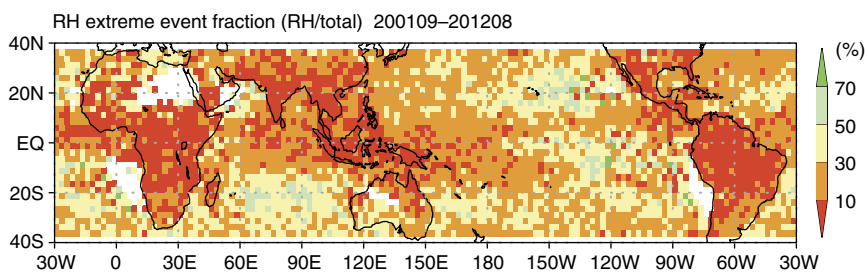 RH extreme event fraction (RH/total) 200109–201208
40N
20N
EQ
20S
40S
30W 0 30E 60E 90E 120E 150E 180 150W 120W 90W 60W 30W
(%)
70
50
30
10